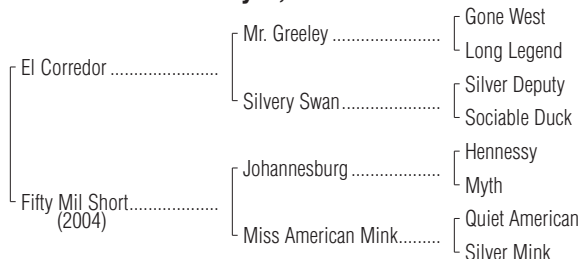 Gone West
Mr. Greeley ..................
Long Legend
El Corredor ......................
Silver Deputy
Silvery Swan....................
Sociable Duck
Hennessy
Johannesburg ..................
Myth
Fifty Mil Short..................
(2004)
Quiet American
Miss American Mink.........
Silver Mink